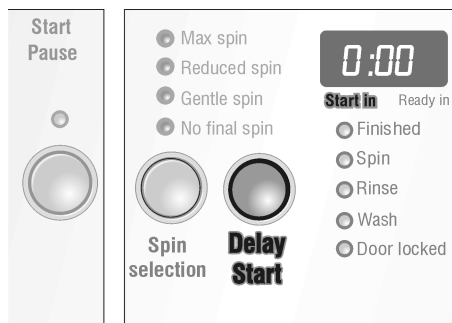 Start
Pause
Max spin
Reduced spin
Gentle spin
No final spin
Spin
selection
Delay
Start
0:00
Start in Ready in
Finished
Spin
Rinse
Wash
Door locked